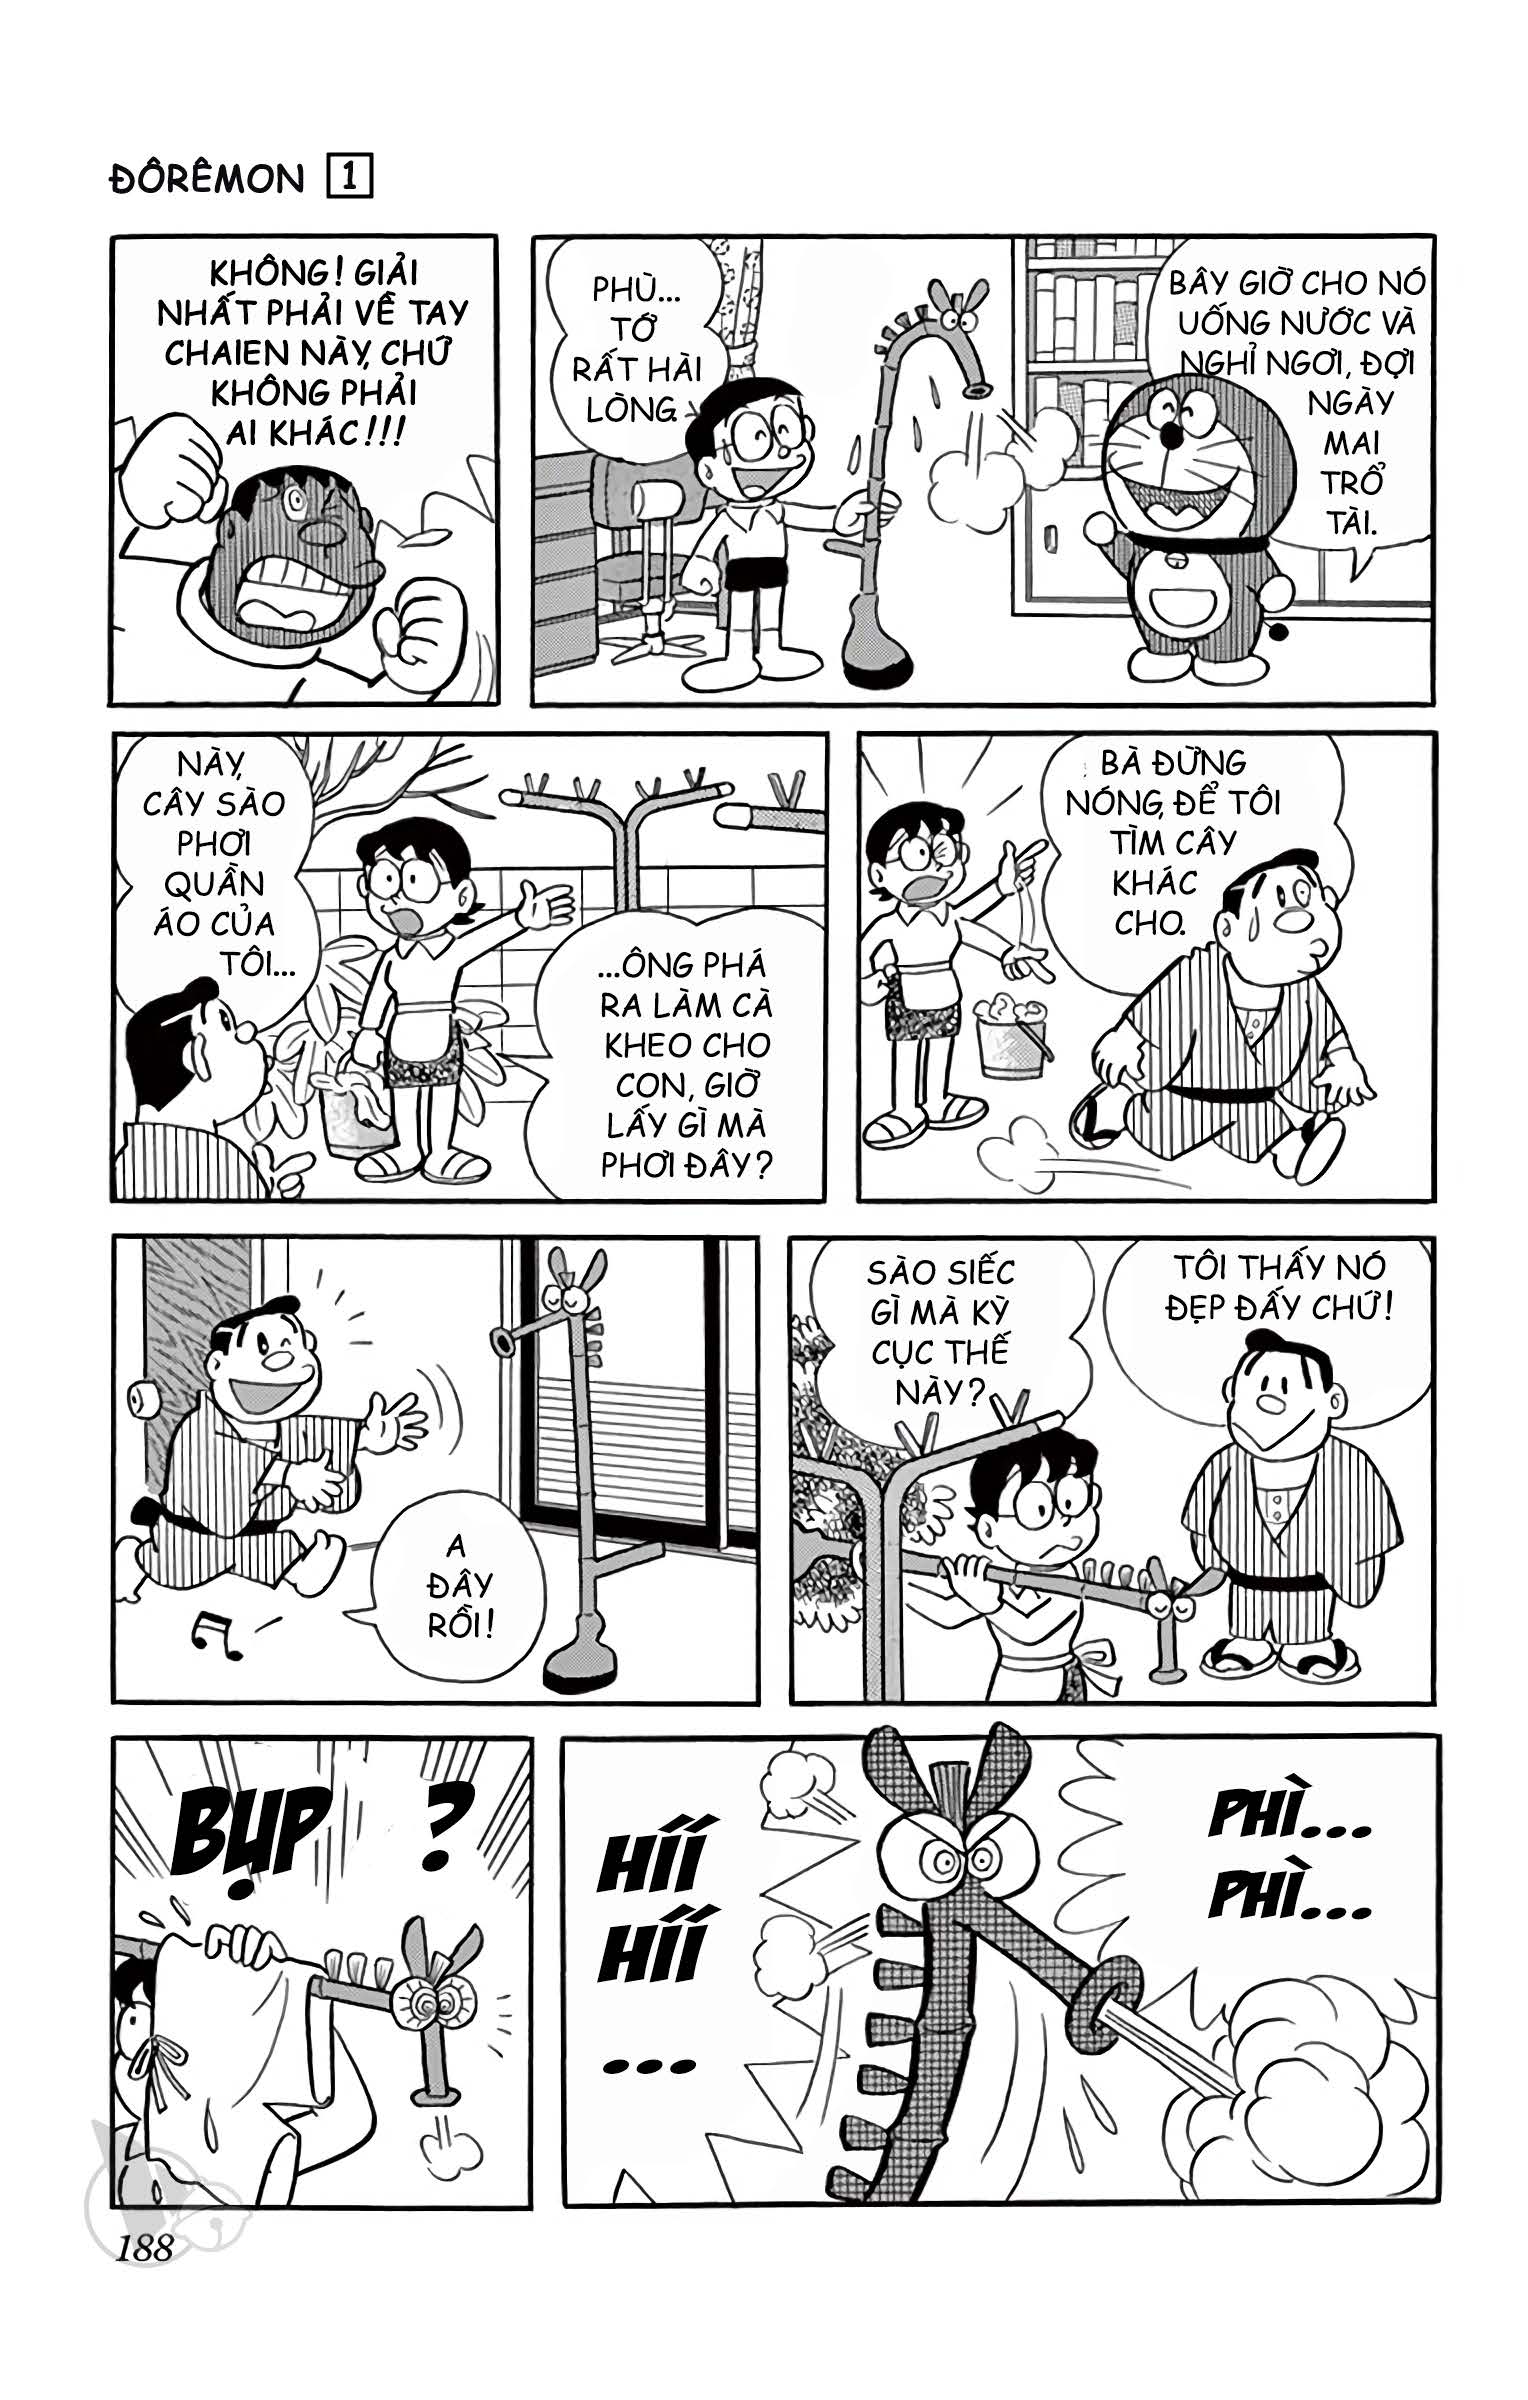 ĐÔRÊMON 1
KHÔNG! GIẢI
NHẤT PHẢI VỀ TAY
CHAIEN NÀY, CHỨ
KHÔNG PHẢI
AI KHÁC!!!
PHÙ...
TỚ
RẤT HÀI
LÒNG.
BÂY GIỜ CHO NÓ
UỐNG NƯỚC VÀ
NGHỈ NGƠI, ĐỢI
NGÀY
MAI
TRỔ
TÀI.
NÀY,
CÂY SÀO
PHƠI
QUẦN
ÁO CỦA
TÔI...
...ÔNG PHÁ
RA LÀM CÀ
KHEO CHO
CON, GIỜ
LẤY GÌ MÀ
PHƠI ĐÂY?
BÀ ĐỪNG
NÓNG, ĐỂ TÔI
TÌM CÂY
KHÁC
CHO.
A
ĐÂY
RỒI!
SÀO SIẾC
GÌ MÀ KỲ
CỤC THẾ
NÀY?
TÔI THẤY NÓ
ĐẸP ĐẤY CHỨ!
BỤP ?
HÍÍ
HÍÍ
...
PHÌ...
PHÌ...
188